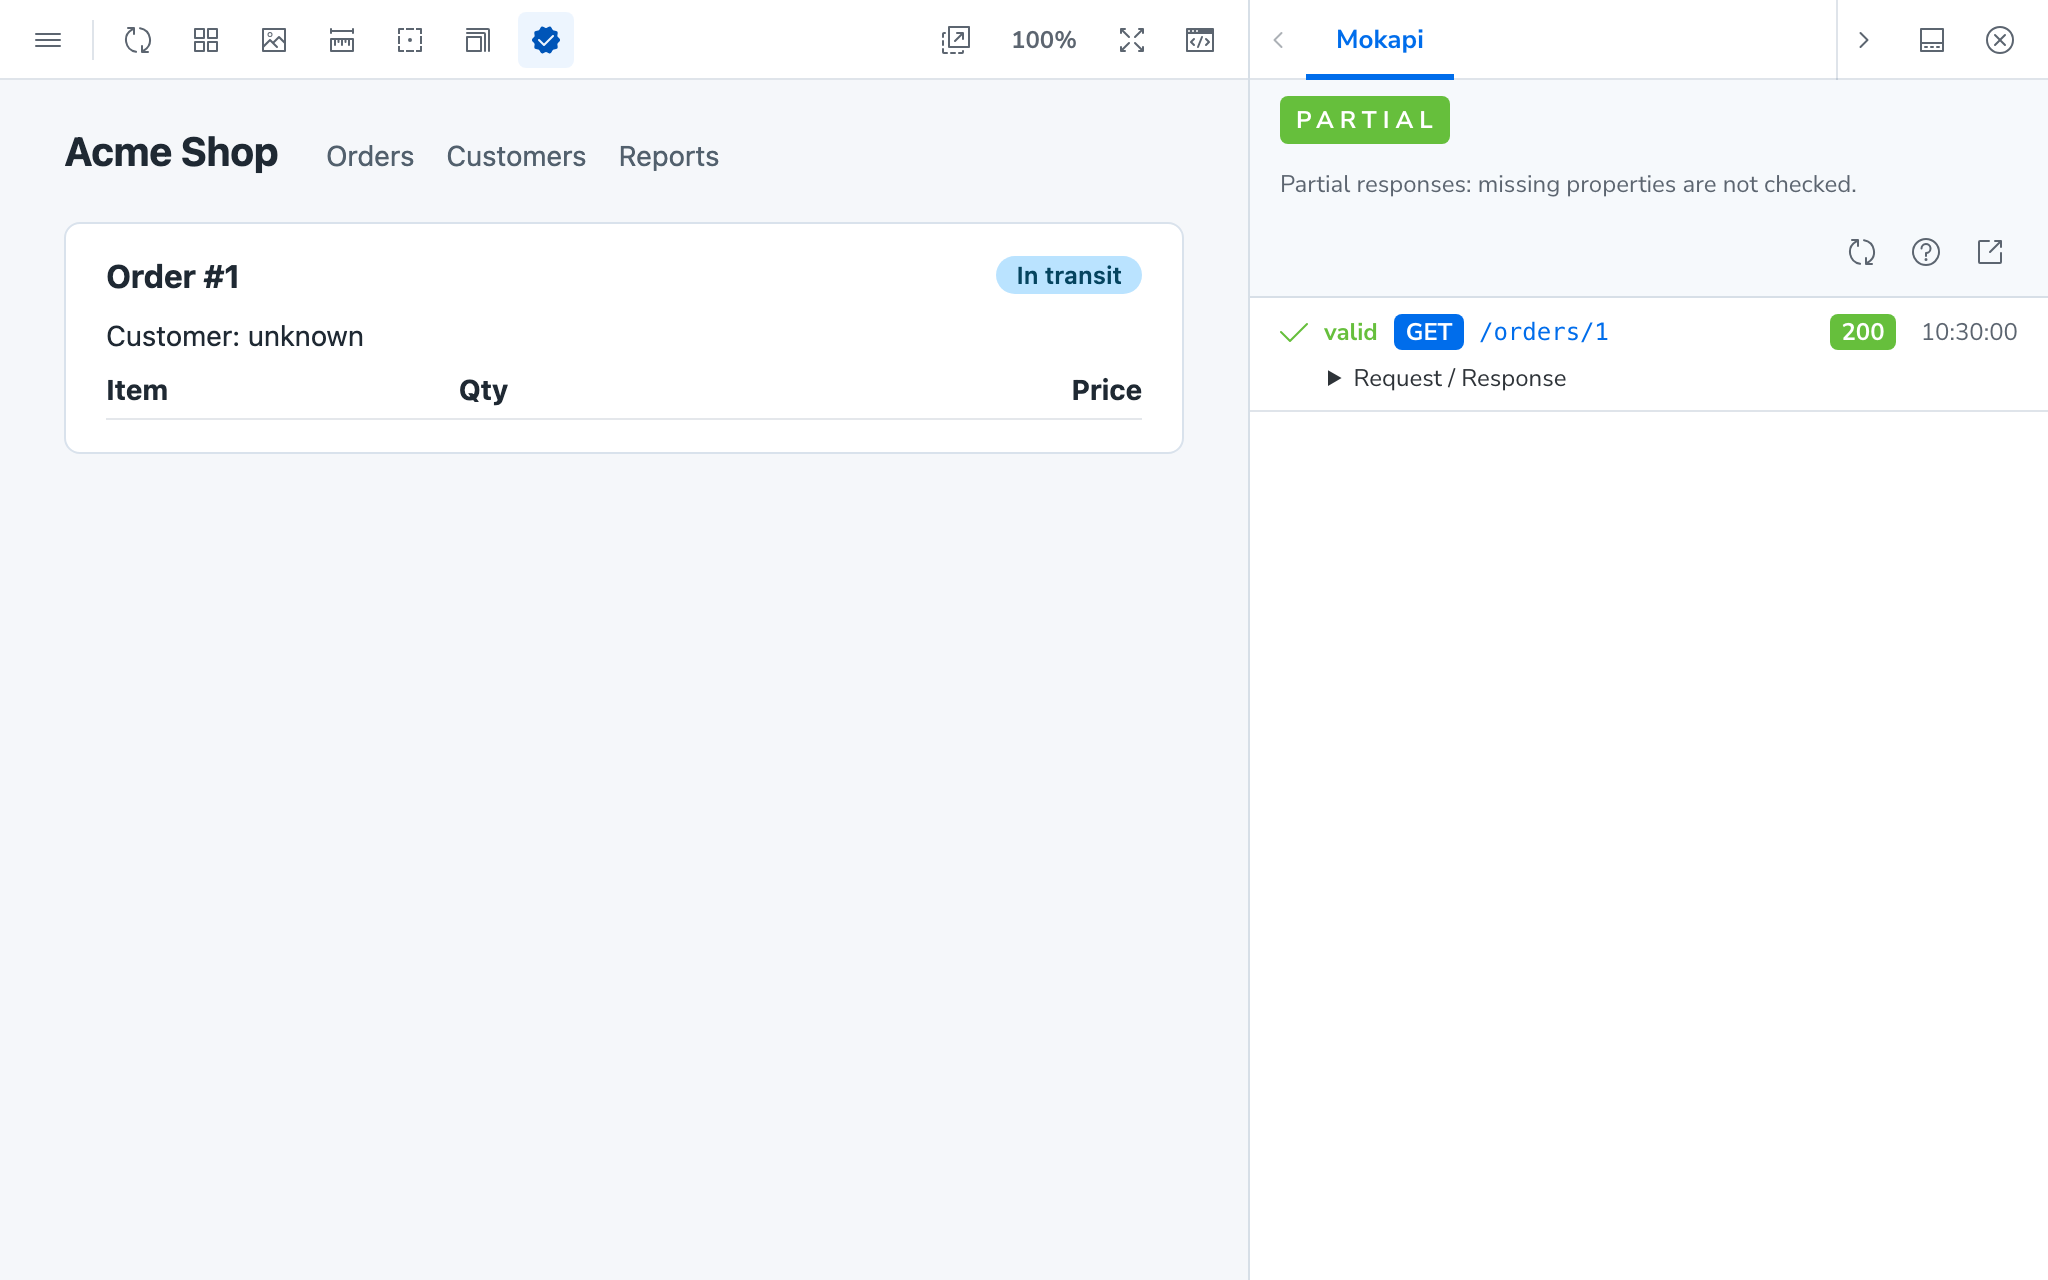 100%
Mokapi
Acme Shop Orders Customers Reports
Order #1 In transit
Customer: unknown
Item Qty Price
PARTIAL
Partial responses: missing properties are not checked.
valid GET /orders/1 200 10:30:00
Request / Response